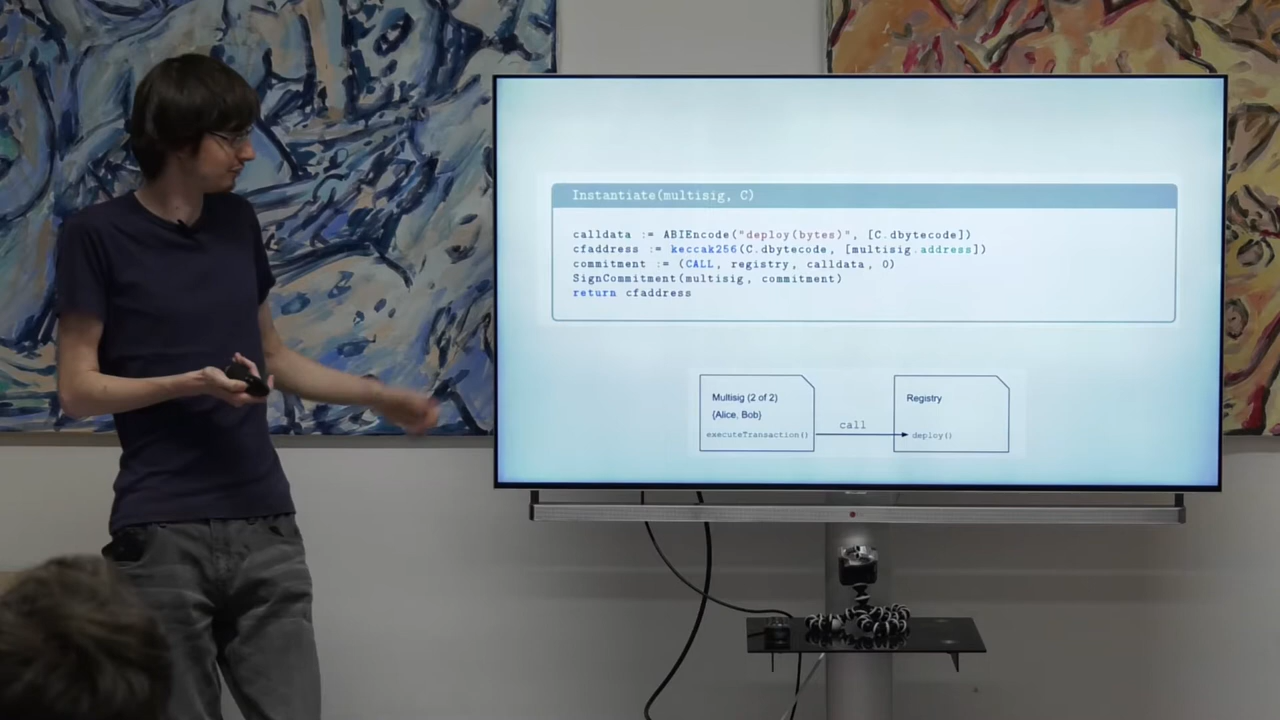 Instantiate(multisig, C)
calldata := ABIEncode("deploy(bytes)", [C.dbytecode])
cfaddress := keccak256(C.dbytecode, [multisig.address])
commitment := (CALL, registry, calldata, 0)
SignCommitment(multisig, commitment)
return cfaddress
Multisig (2 of 2)
{Alice, Bob}
executeTransaction()
call
Registry
deploy()